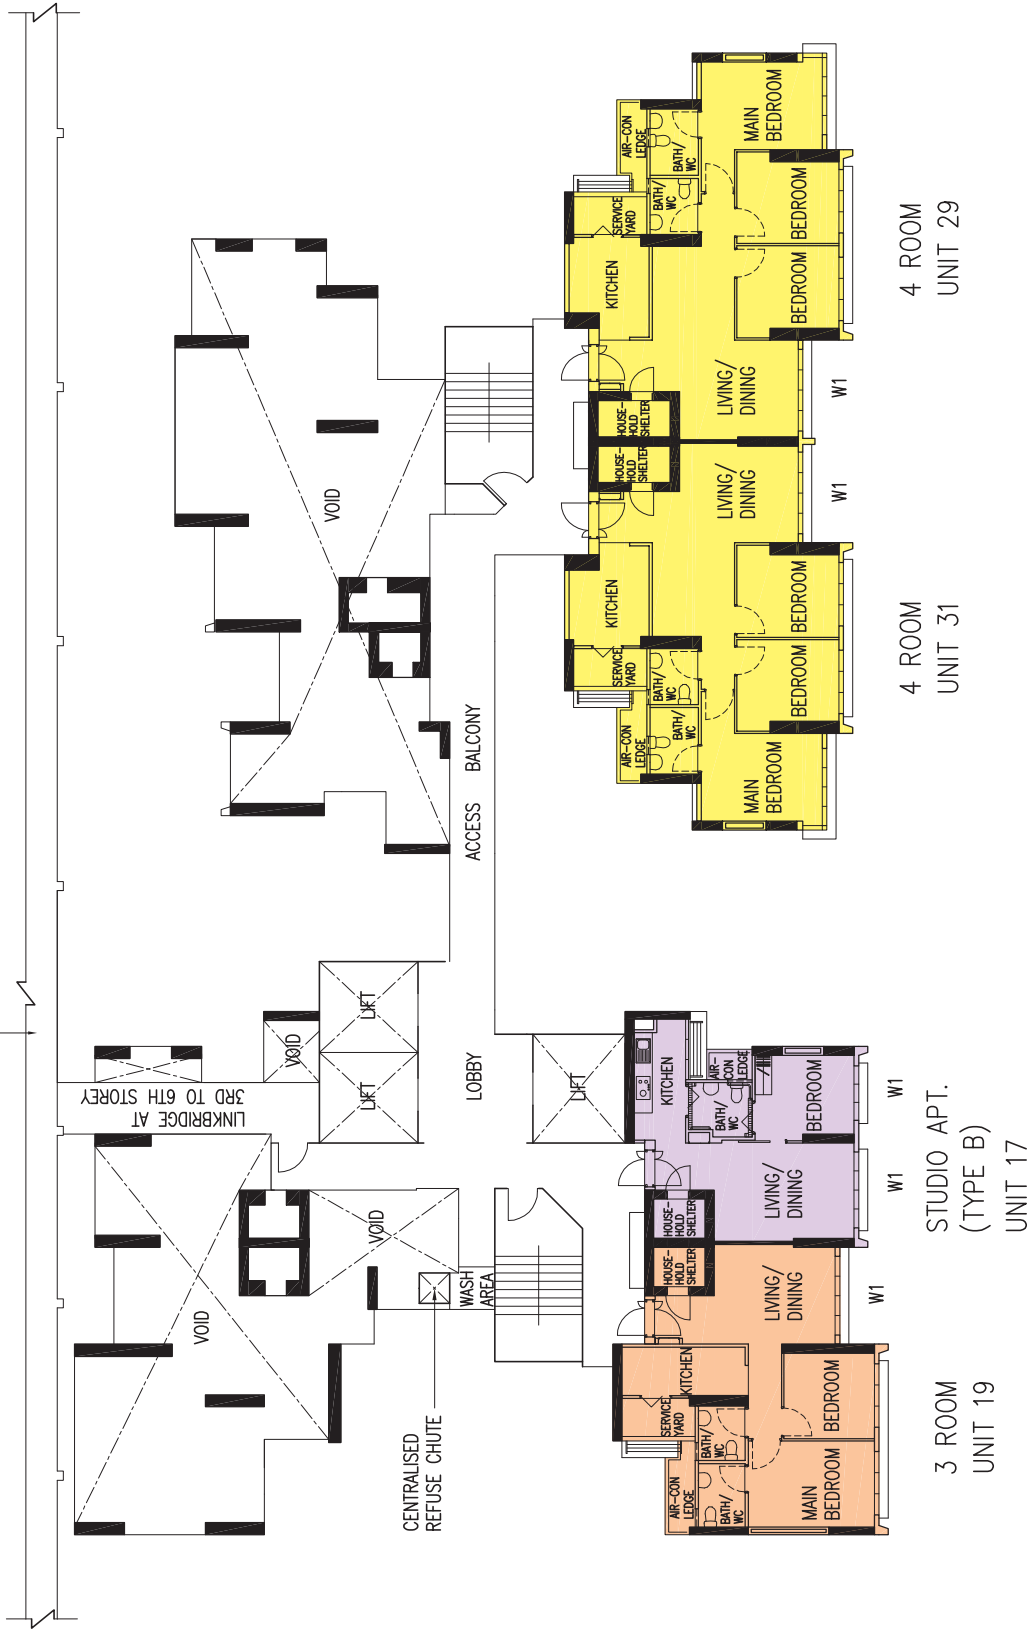 LINKBRIDGE AT
3RD TO 6TH STOREY
VOID
VOID
VOID
VOID
LIFT
LIFT
LIFT
LOBBY
ACCESS BALCONY
CENTRALISED
REFUSE CHUTE
WASH
AREA
AIR-CON
LEDGE
BATH/
WC
BATH/
WC
SERVICE
YARD
KITCHEN
MAIN
BEDROOM
BEDROOM
LIVING/
DINING
HOUSE-
HOLD
SHELTER
W1
3 ROOM
UNIT 19
HOUSE-
HOLD
SHELTER
LIVING/
DINING
KITCHEN
BATH/
WC
AIR-
CON
LEDGE
BEDROOM
W1
W1
STUDIO APT.
(TYPE B)
UNIT 17
AIR-CON
LEDGE
BATH/
WC
BATH/
WC
SERVICE
YARD
KITCHEN
MAIN
BEDROOM
BEDROOM
BEDROOM
LIVING/
DINING
HOUSE-
HOLD
SHELTER
W1
4 ROOM
UNIT 31
HOUSE-
HOLD
SHELTER
LIVING/
DINING
KITCHEN
SERVICE
YARD
BATH/
WC
BATH/
WC
AIR-CON
LEDGE
BEDROOM
BEDROOM
MAIN
BEDROOM
W1
4 ROOM
UNIT 29